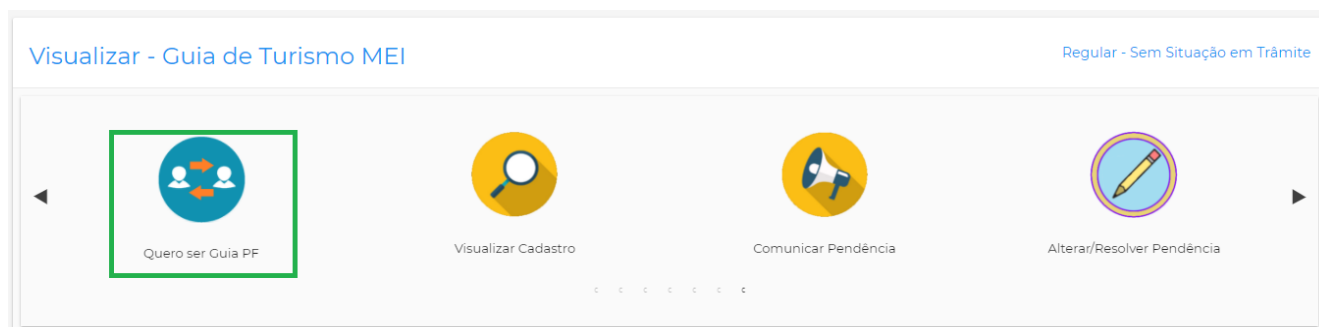 Visualizar - Guia de Turismo MEI
Regular - Sem Situação em Trâmite
Quero ser Guia PF
Visualizar Cadastro
Comunicar Pendência
Alterar/Resolver Pendência